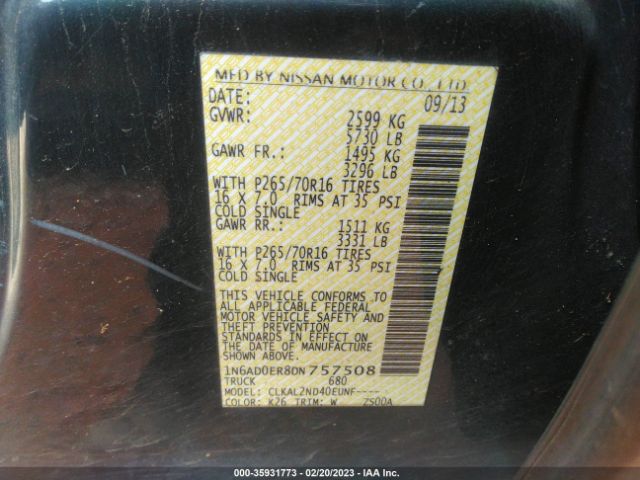 MFD BY NISSAN MOTOR CO., LTD.
DATE: 09/13
GVWR: 2599 KG
5730 LB
GAWR FR.: 1495 KG
3296 LB
WITH P265/70R16 TIRES
16 X 7.0 RIMS AT 35 PSI
COLD SINGLE
GAWR RR.: 1511 KG
3331 LB
WITH P265/70R16 TIRES
16 X 7.0 RIMS AT 35 PSI
COLD SINGLE
THIS VEHICLE CONFORMS TO
ALL APPLICABLE FEDERAL
MOTOR VEHICLE SAFETY AND
THEFT PREVENTION
STANDARDS IN EFFECT ON
THE DATE OF MANUFACTURE
SHOWN ABOVE.
1N6AD0ER8DN757508
TRUCK 680
MODEL: CLKAL2ND40EUNF----
COLOR: K26 TRIM: W ZS00A
000-35931773 - 02/20/2023 - IAA Inc.